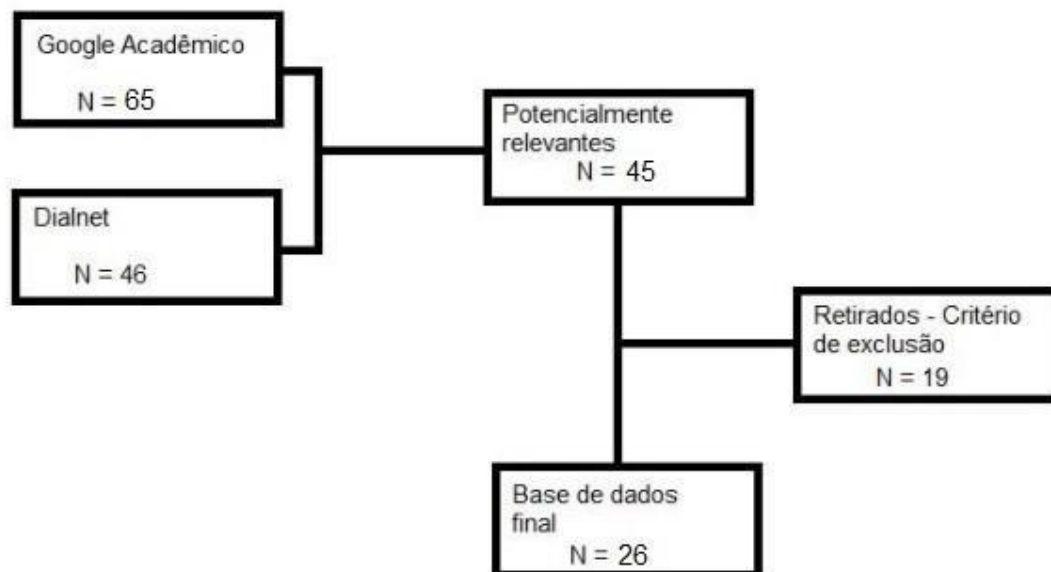 Google Acadêmico
N = 65
Potencialmente
relevantes
N = 45
Dialnet
N = 46
Retirados - Critério
de exclusão
N = 19
Base de dados
final
N = 26